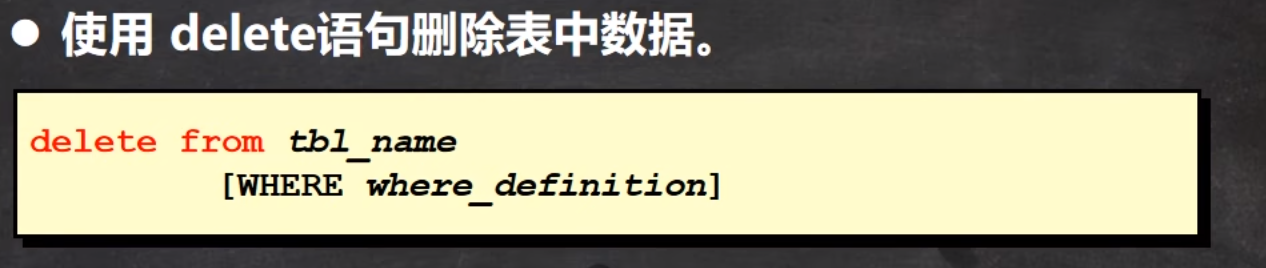 ● 使用 delete语句删除表中数据。
delete from tbl_name
[WHERE where_definition]